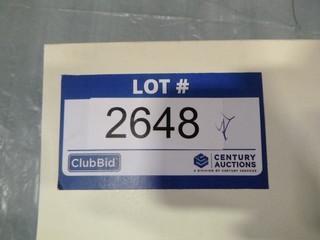 LOT #
2648
ClubBid
CENTURY
AUCTIONS
A DIVISION OF CENTURY SERVICES